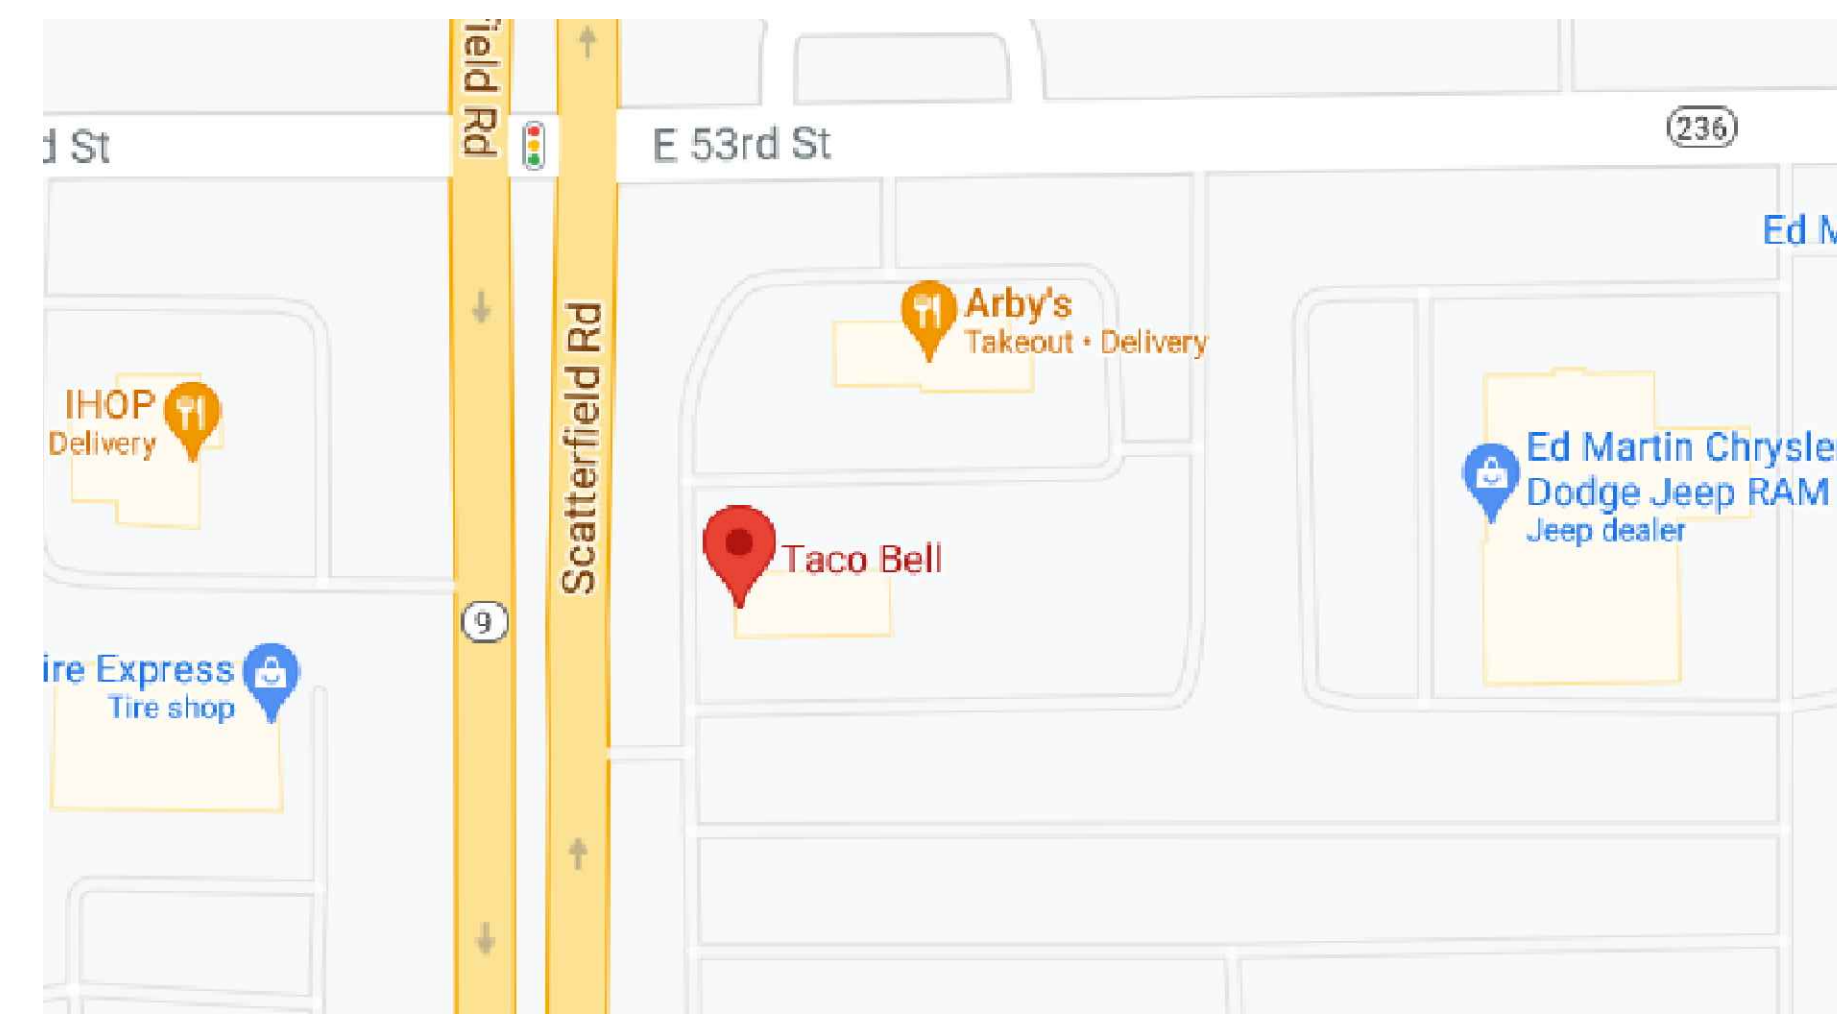 field Rd
d St
E 53rd St
236
Ed M
Arby's
Takeout • Delivery
Scatterfield Rd
IHOP
Delivery
Ed Martin Chrysler
Dodge Jeep RAM
Jeep dealer
Taco Bell
9
ire Express
Tire shop